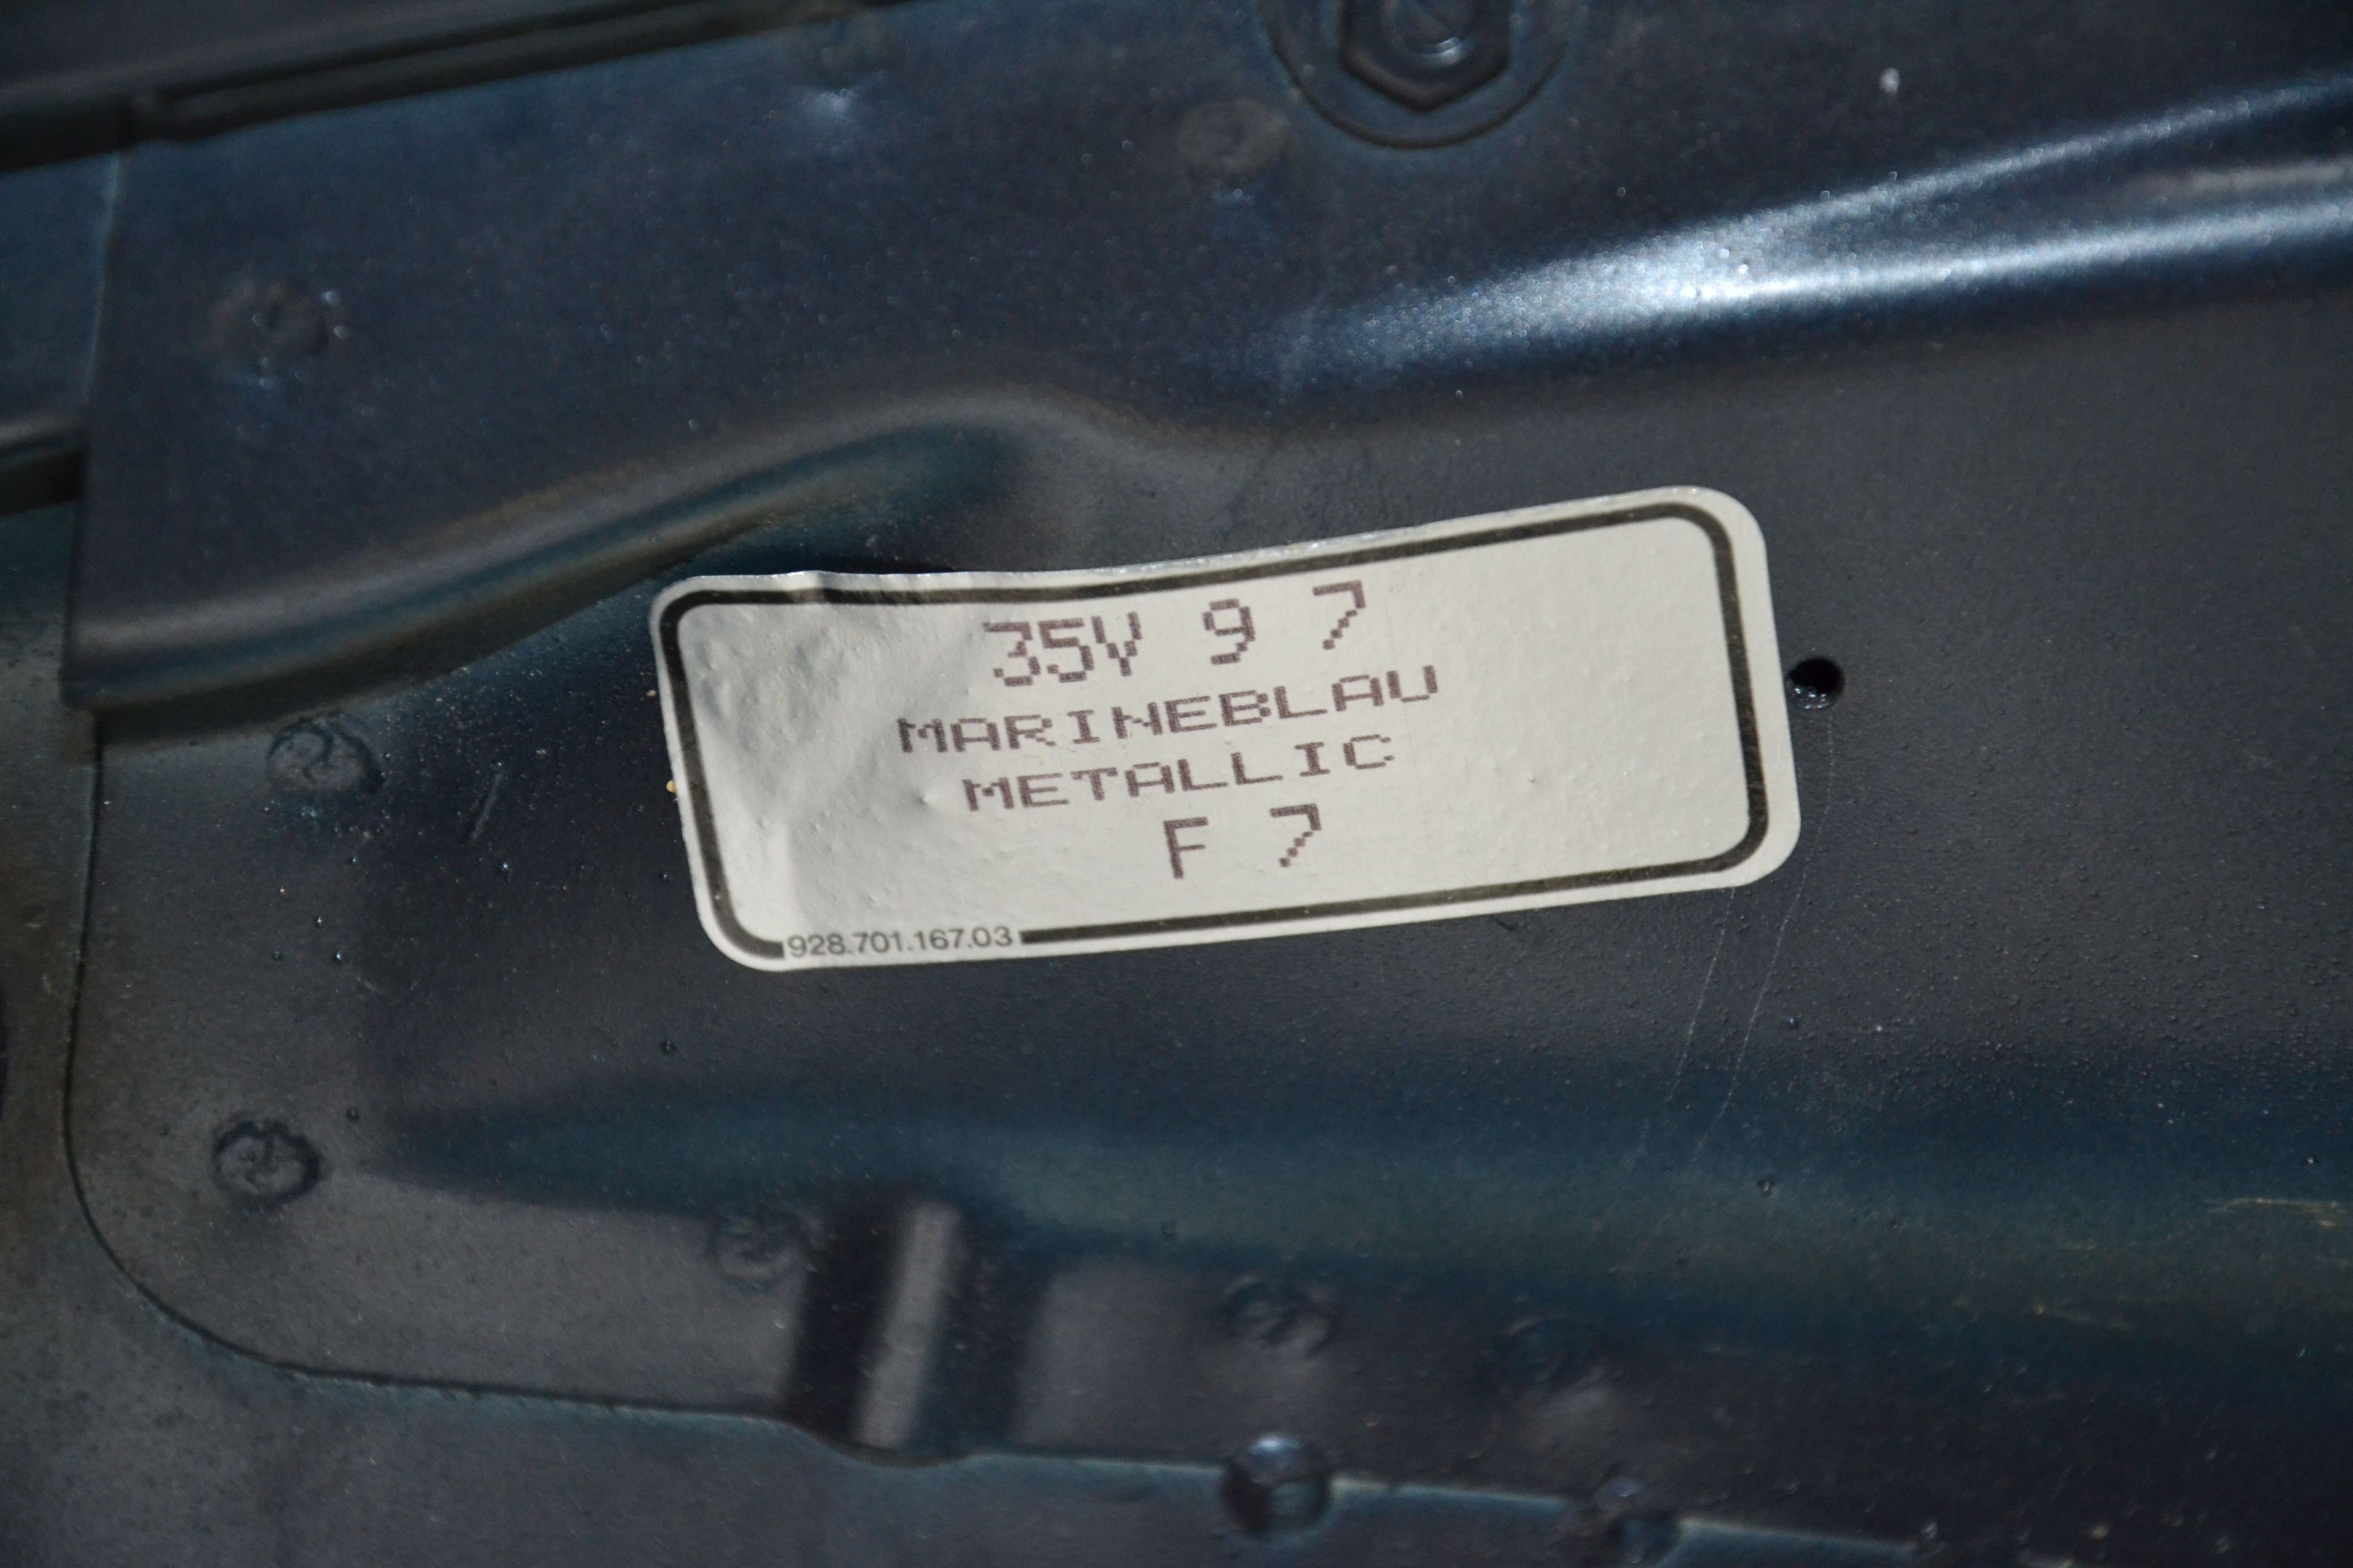 35V 9 7
MARINEBLAU
METALLIC
F 7
928.701.167.03